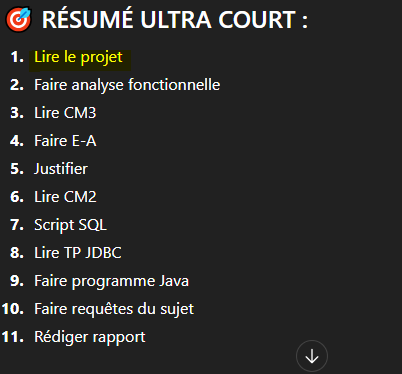 🎯 RÉSUMÉ ULTRA COURT :
1. Lire le projet
2. Faire analyse fonctionnelle
3. Lire CM3
4. Faire E-A
5. Justifier
6. Lire CM2
7. Script SQL
8. Lire TP JDBC
9. Faire programme Java
10. Faire requêtes du sujet
11. Rédiger rapport